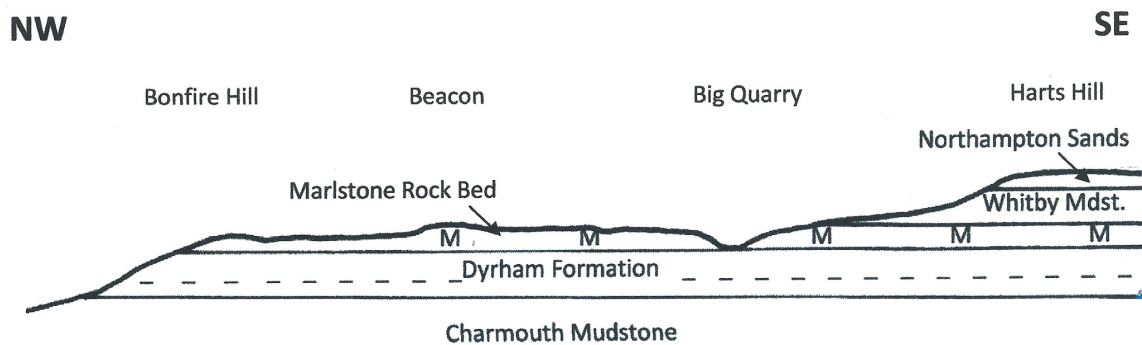 NW
SE
Bonfire Hill
Beacon
Big Quarry
Harts Hill
Northampton Sands
Marlstone Rock Bed
Whitby Mdst.
M
M
M
M
M
Dyrham Formation
Charmouth Mudstone